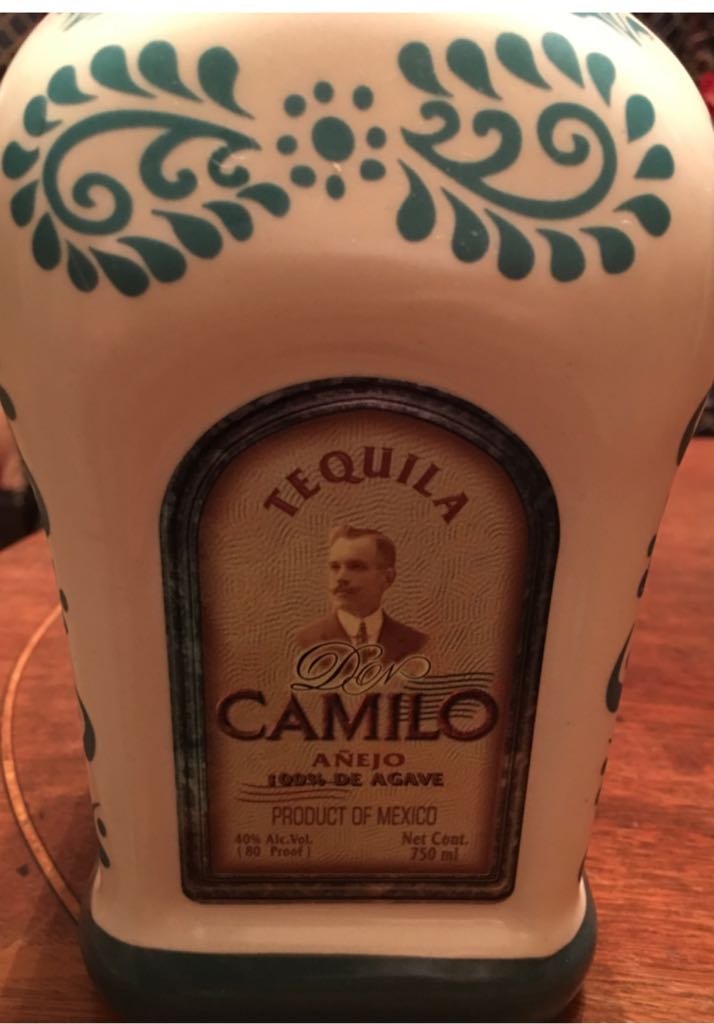 TEQUILA
Don
CAMILO
AÑEJO
100% DE AGAVE
PRODUCT OF MEXICO
40% Alc.Vol. Net Cont.
( 80 Proof ) 750 ml